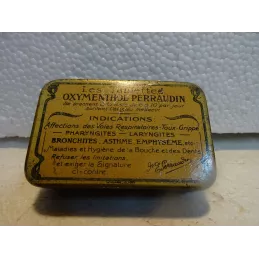 Les Tablettes
OXYMENTHOL PERRAUDIN
INDICATIONS
Affections des Voies Respiratoires - Toux - Grippe
PHARYNGITES - LARYNGITES
BRONCHITES, ASTHME, EMPHYSÈME, etc
Maladies et Hygiène de la Bouche et des Dents
Refuser les imitations.
et exiger la Signature
ci-contre